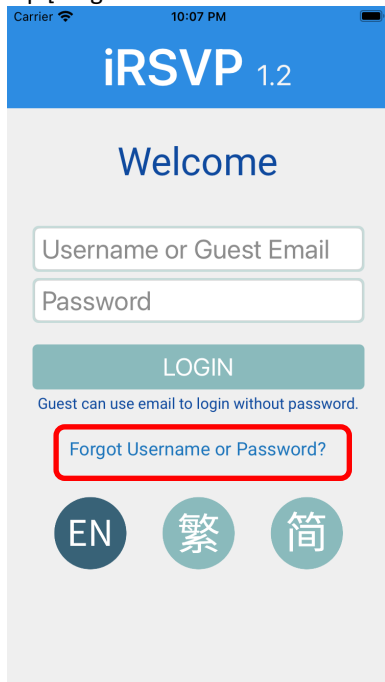 Carrier 10:07 PM
iRSVP 1.2
Welcome
Username or Guest Email
Password
LOGIN
Guest can use email to login without password.
Forgot Username or Password?
EN 繁 简